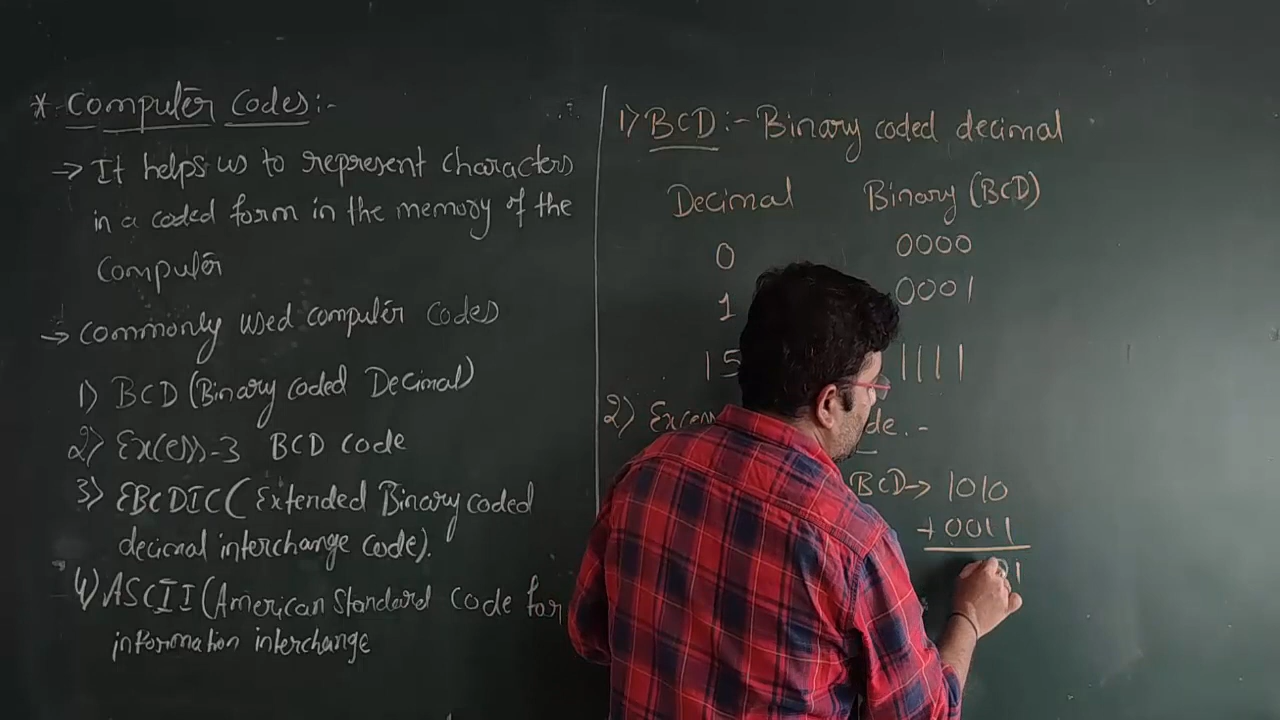 * Computer Codes:-
→ It helps us to represent characters
in a coded form in the memory of the
Computer
→ Commonly used computer codes
1) BCD (Binary coded Decimal)
2) Excess-3 BCD code
3) EBCDIC (Extended Binary coded
decimal interchange Code).
4) ASCII (American Standard Code for
information interchange
1) BCD:- Binary coded decimal
Decimal Binary (BCD)
0 0000
1 0001
15 1111
2) de.-
BCD→ 1010
+ 0011
1